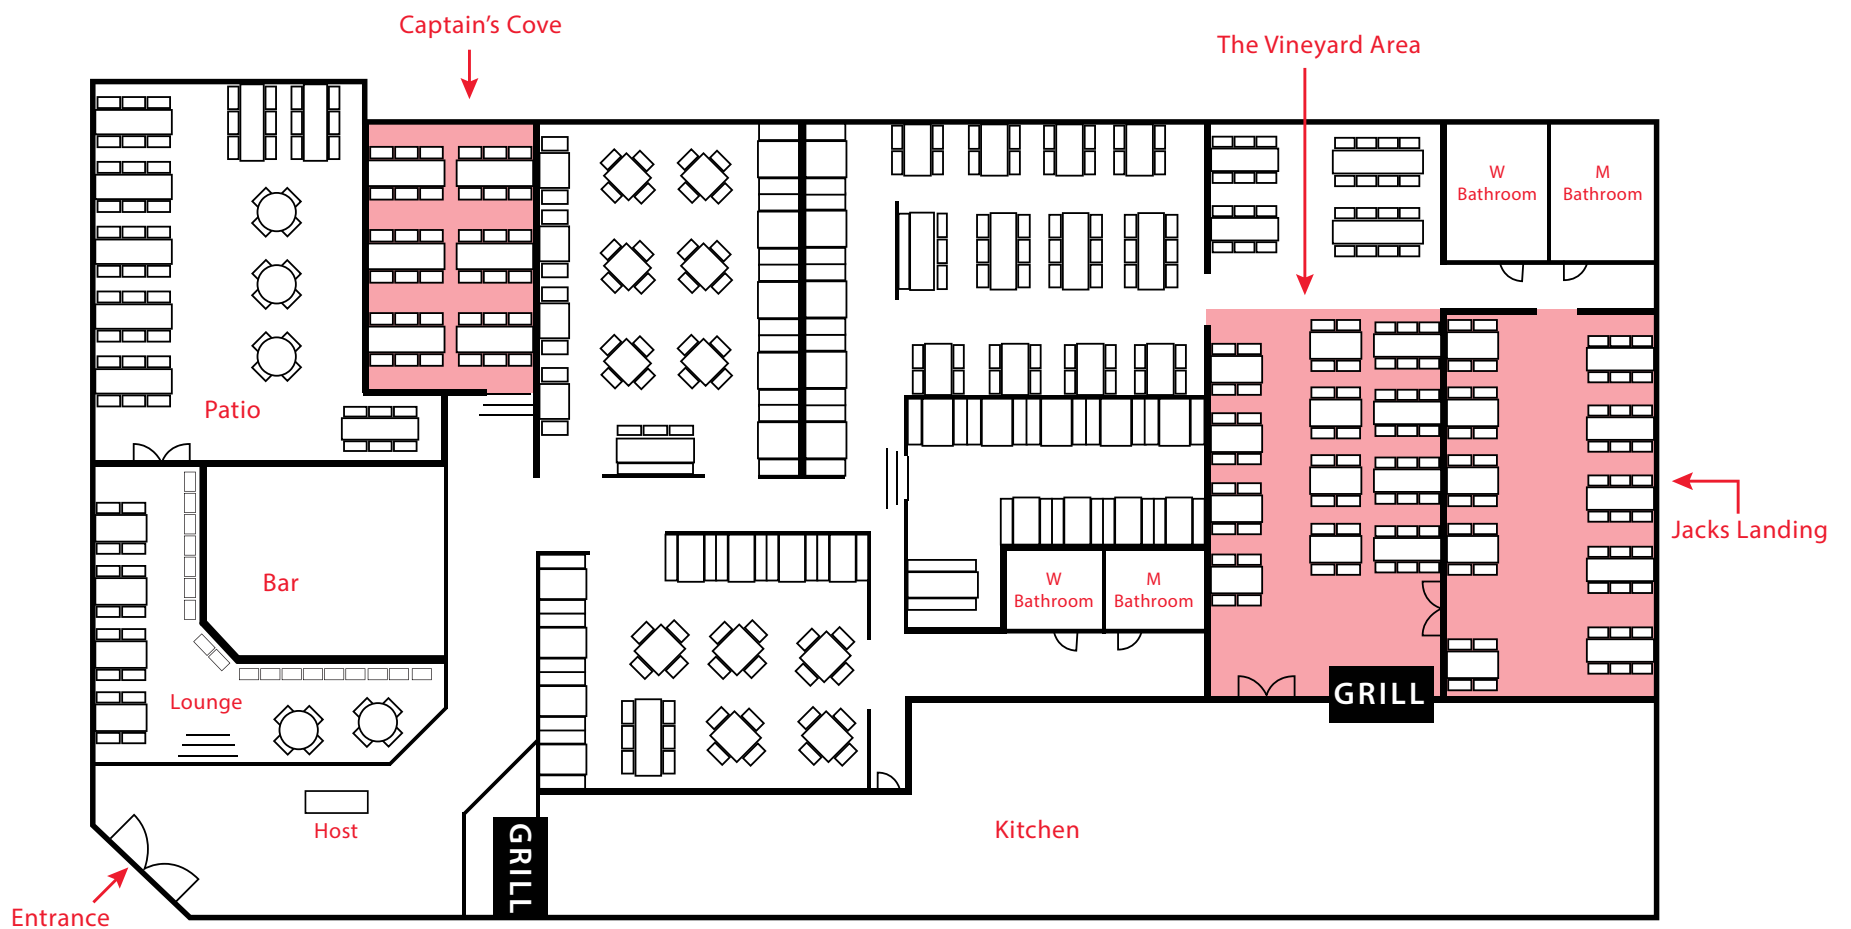 Captain's Cove
The Vineyard Area
W
Bathroom
M
Bathroom
Patio
Jacks Landing
Bar
W
Bathroom
M
Bathroom
Lounge
GRILL
Host
Kitchen
GRILL
Entrance